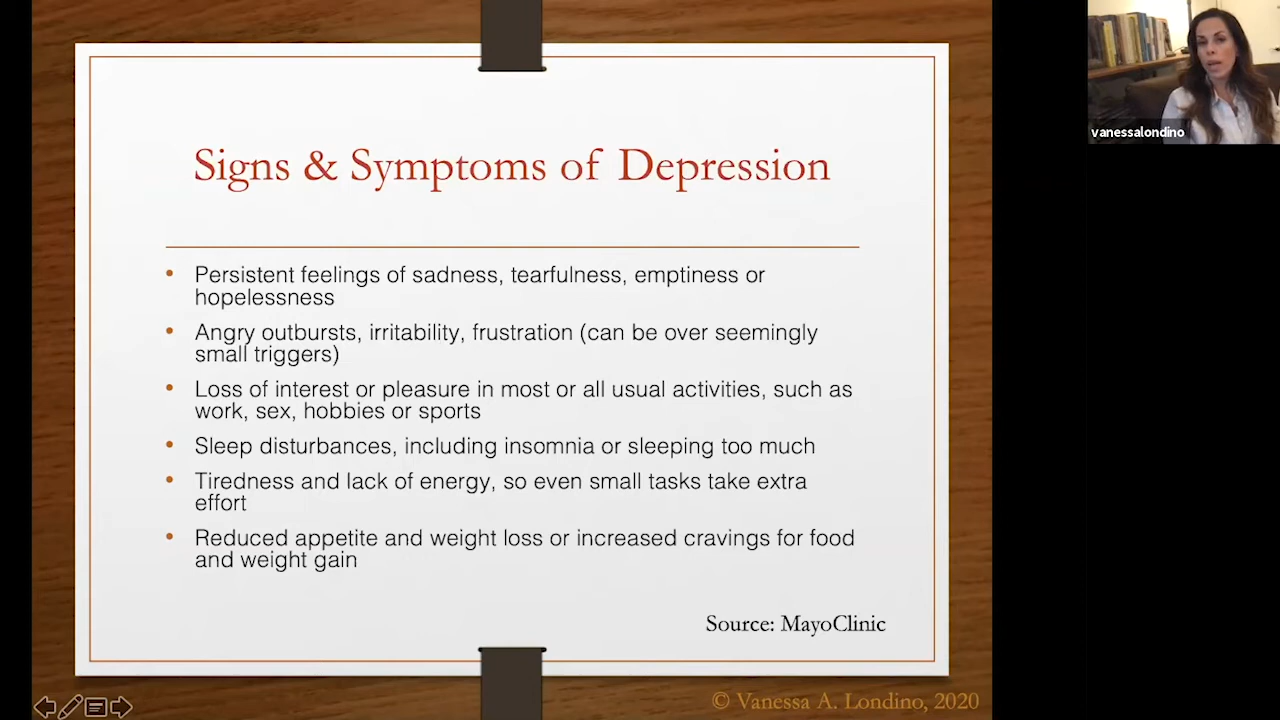 Signs & Symptoms of Depression
• Persistent feelings of sadness, tearfulness, emptiness or
hopelessness
• Angry outbursts, irritability, frustration (can be over seemingly
small triggers)
• Loss of interest or pleasure in most or all usual activities, such as
work, sex, hobbies or sports
• Sleep disturbances, including insomnia or sleeping too much
• Tiredness and lack of energy, so even small tasks take extra
effort
• Reduced appetite and weight loss or increased cravings for food
and weight gain
Source: MayoClinic
© Vanessa A. Londino, 2020
vanessalondino